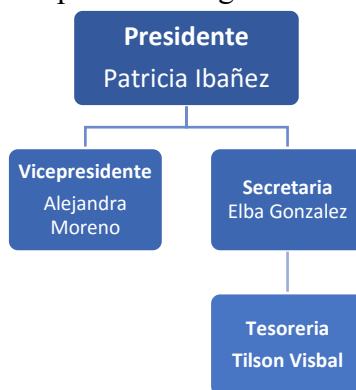 Presidente
Patricia Ibañez
Vicepresidente
Alejandra
Moreno
Secretaria
Elba Gonzalez
Tesoreria
Tilson Visbal